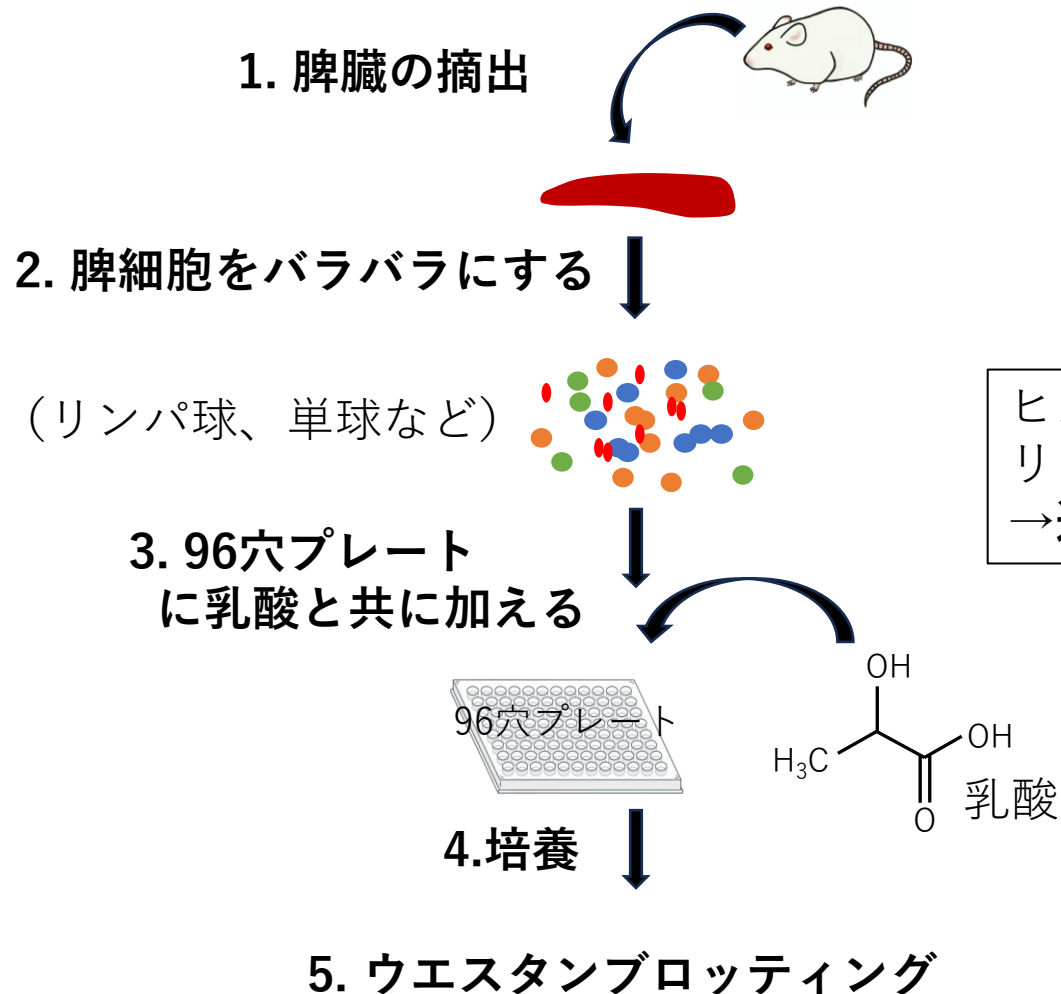 1. 脾臓の摘出
2. 脾細胞をバラバラにする
（リンパ球、単球など）
ヒ
リ
→
3. 96穴プレート
に乳酸と共に加える
96穴プレート
OH
H₃C
OH
O
乳酸
4.培養
5. ウエスタンブロッティング